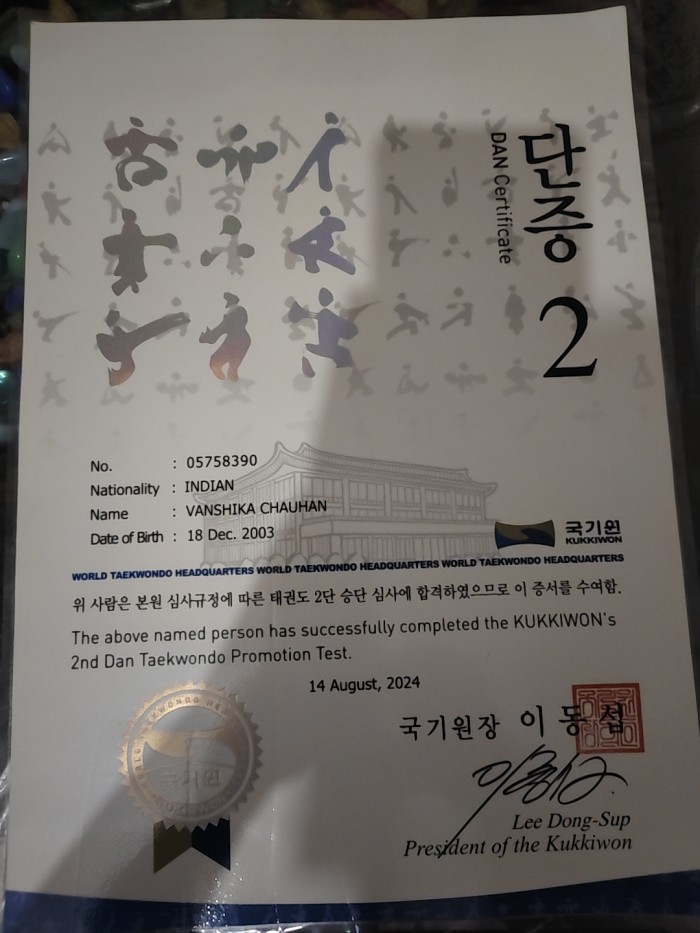 단증
DAN Certificate
2
No. : 05758390
Nationality : INDIAN
Name : VANSHIKA CHAUHAN
Date of Birth : 18 Dec. 2003
국기원
KUKKIWON
WORLD TAEKWONDO HEADQUARTERS WORLD TAEKWONDO HEADQUARTERS WORLD TAEKWONDO HEADQUARTERS
위 사람은 본원 심사규정에 따른 태권도 2단 승단 심사에 합격하였으므로 이 증서를 수여함.
The above named person has successfully completed the KUKKIWON's
2nd Dan Taekwondo Promotion Test.
14 August, 2024
국기원장 이동섭
Lee Dong-Sup
President of the Kukkiwon
국기원